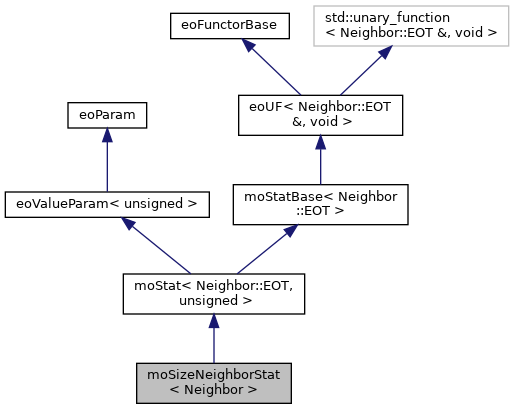 eoFunctorBase
std::unary_function
< Neighbor::EOT &, void >
eoParam
eoUF< Neighbor::EOT
&, void >
eoValueParam< unsigned >
moStatBase< Neighbor
::EOT >
moStat< Neighbor::EOT,
unsigned >
moSizeNeighborStat
< Neighbor >